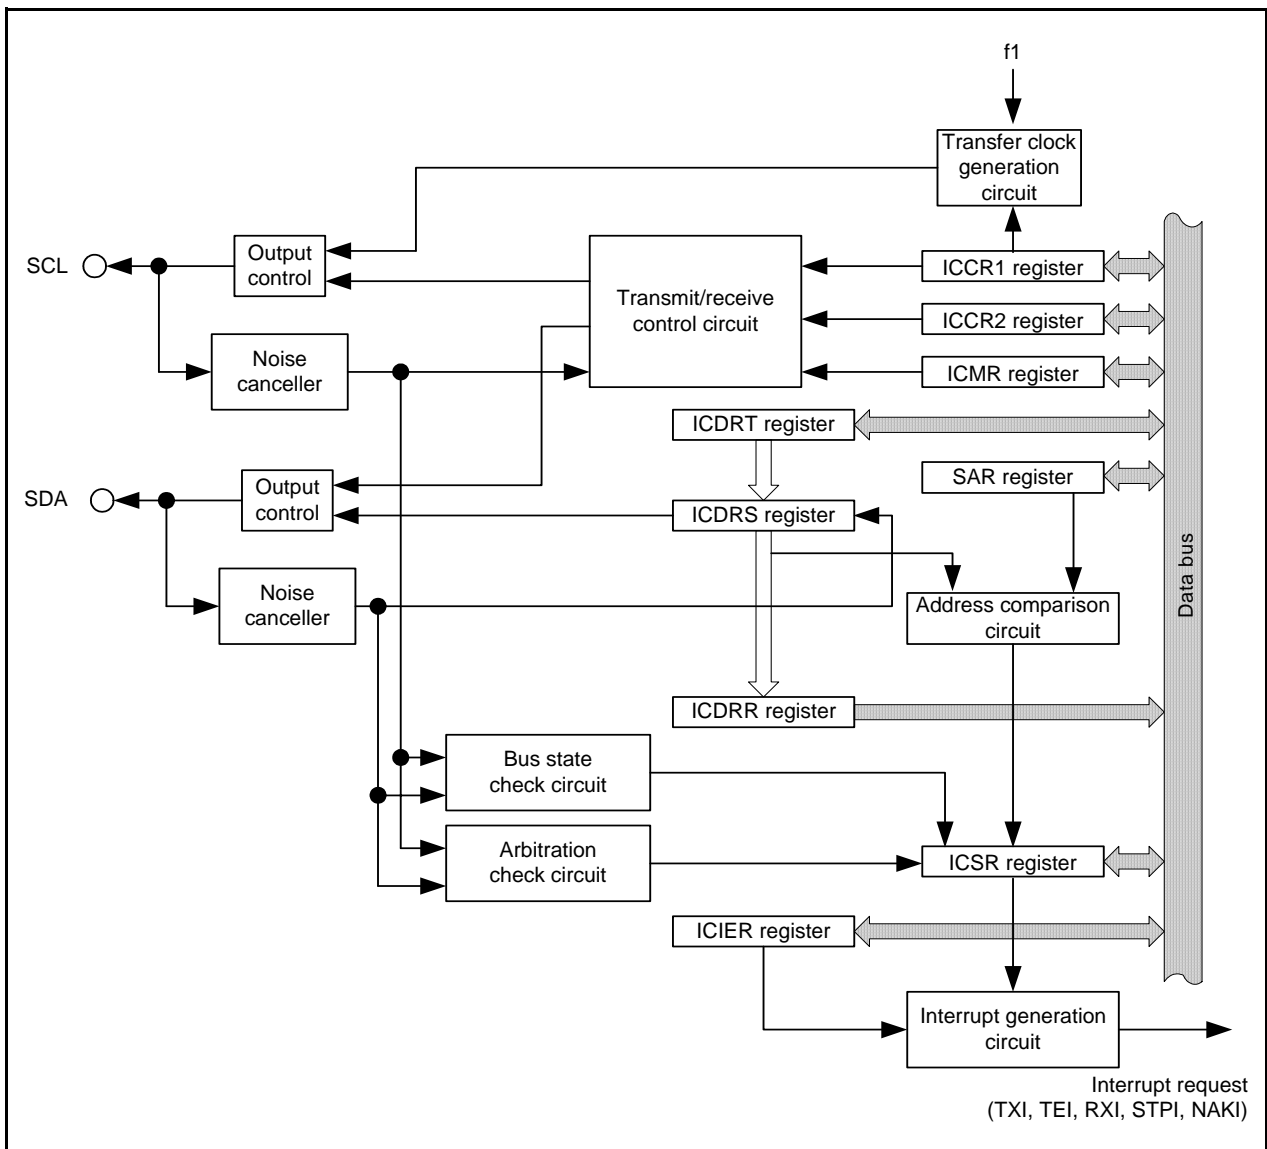 f1
Transfer clock
generation
circuit
SCL
Output
control
Transmit/receive
control circuit
ICCR1 register
ICCR2 register
Noise
canceller
ICMR register
ICDRT register
SDA
Output
control
SAR register
ICDRS register
Data bus
Noise
canceller
Address comparison
circuit
ICDRR register
Bus state
check circuit
Arbitration
check circuit
ICSR register
ICIER register
Interrupt generation
circuit
Interrupt request
(TXI, TEI, RXI, STPI, NAKI)